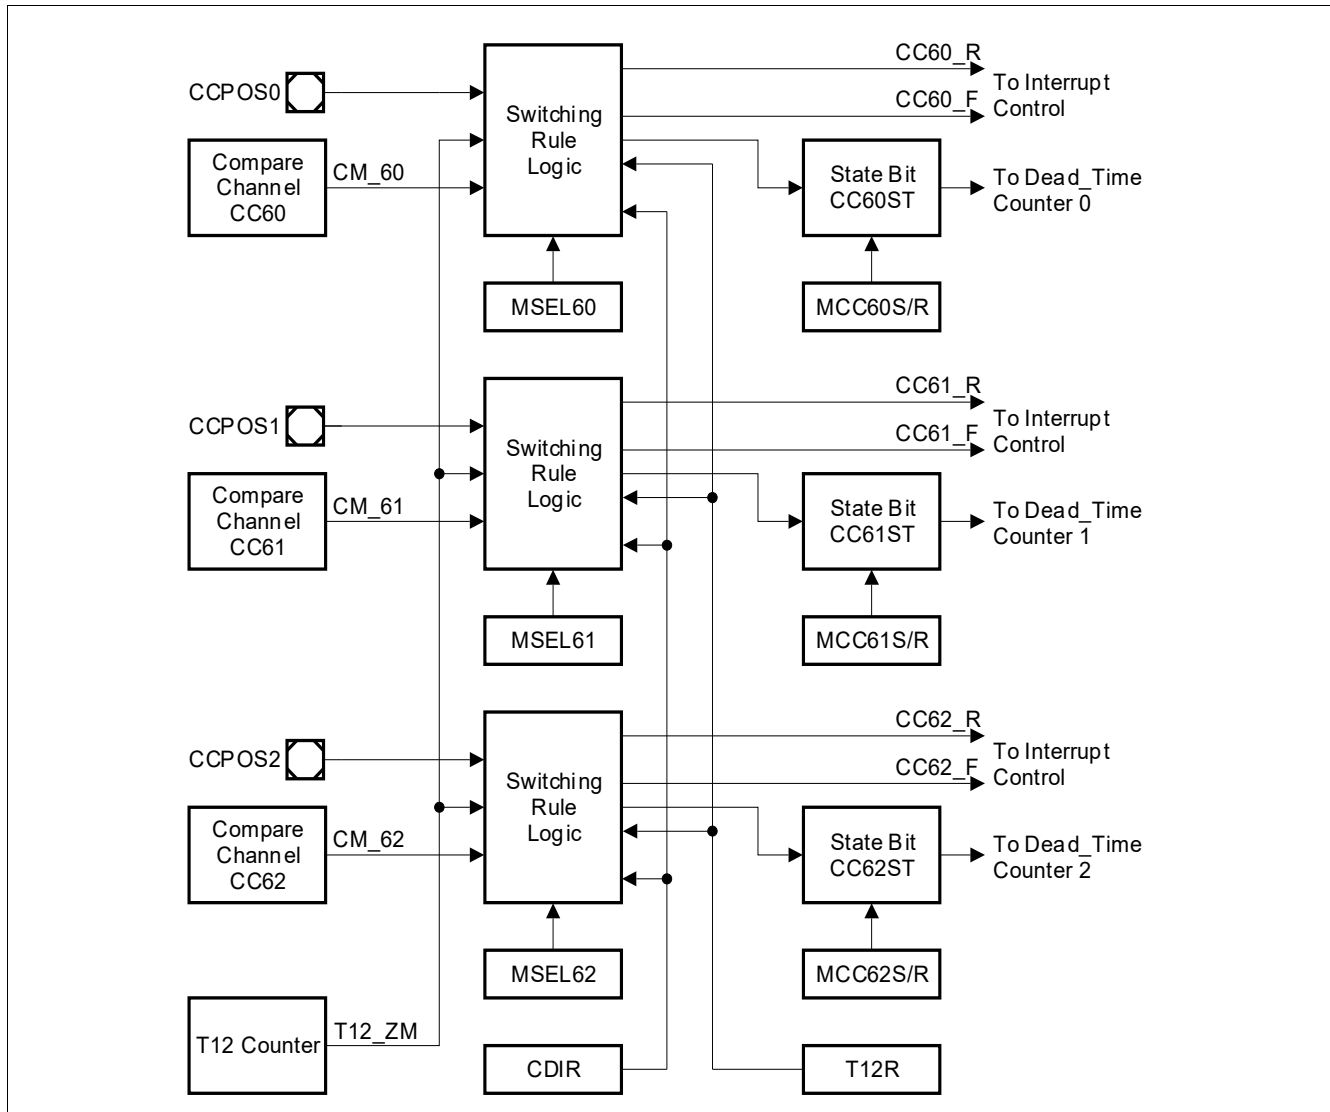 CC60_R
CCPOS0
To Interrupt
Control
CC60_F
Switching
Rule
Logic
Compare
Channel
CC60
CM_60
State Bit
CC60ST
To Dead_Time
Counter 0
MSEL60
MCC60S/R
CC61_R
CCPOS1
To Interrupt
Control
CC61_F
Switching
Rule
Logic
Compare
Channel
CC61
CM_61
State Bit
CC61ST
To Dead_Time
Counter 1
MSEL61
MCC61S/R
CC62_R
CCPOS2
To Interrupt
Control
CC62_F
Switching
Rule
Logic
Compare
Channel
CC62
CM_62
State Bit
CC62ST
To Dead_Time
Counter 2
MSEL62
MCC62S/R
T12 Counter
T12_ZM
CDIR
T12R